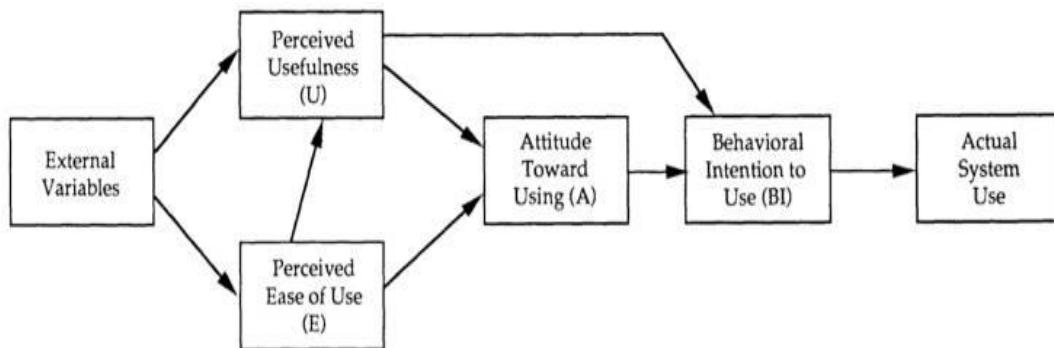 Perceived
Usefulness
(U)
External
Variables
Attitude
Toward
Using (A)
Behavioral
Intention to
Use (BI)
Actual
System
Use
Perceived
Ease of Use
(E)